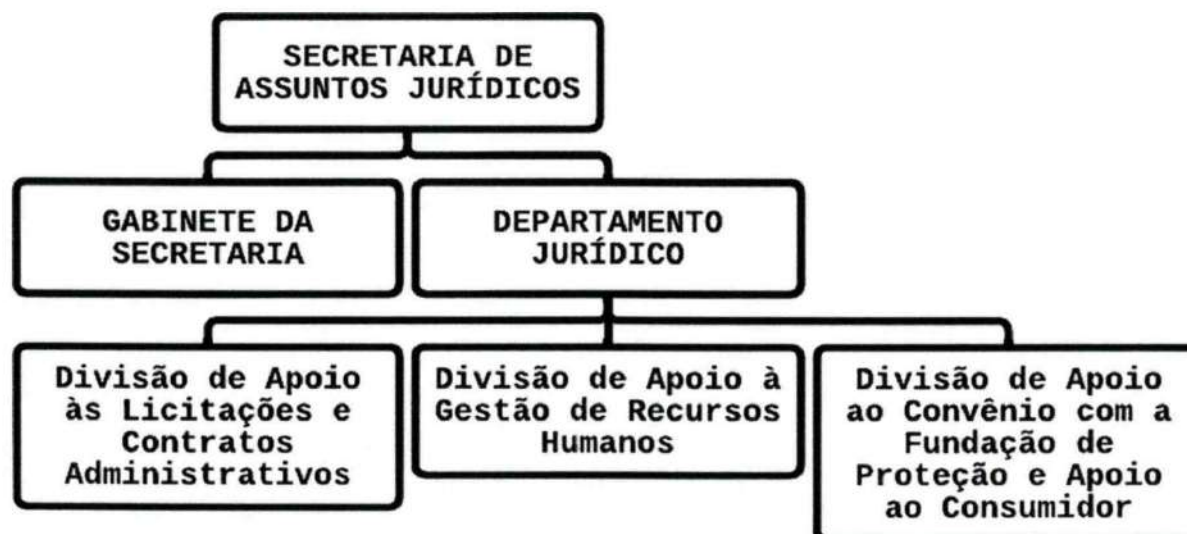 SECRETARIA DE
ASSUNTOS JURÍDICOS
GABINETE DA
SECRETARIA
DEPARTAMENTO
JURÍDICO
Divisão de Apoio
às Licitações e
Contratos
Administrativos
Divisão de Apoio à
Gestão de Recursos
Humanos
Divisão de Apoio
ao Convênio com a
Fundação de
Proteção e Apoio
ao Consumidor